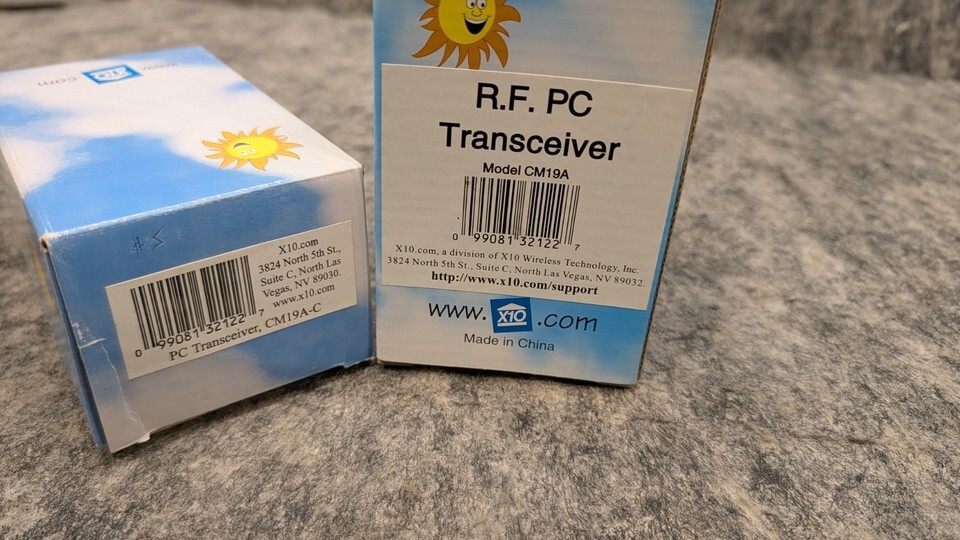 www. X10 .com
#5
X10.com
3824 North 5th St.,
Suite C, North Las
Vegas, NV 89030.
www.x10.com
0 99081 32122 7
PC Transceiver, CM19A-C
R.F. PC
Transceiver
Model CM19A
0 99081 32122 7
X10.com, a division of X10 Wireless Technology, Inc.
3824 North 5th St., Suite C, North Las Vegas, NV 89032.
http://www.x10.com/support
www. X10 .com
Made in China